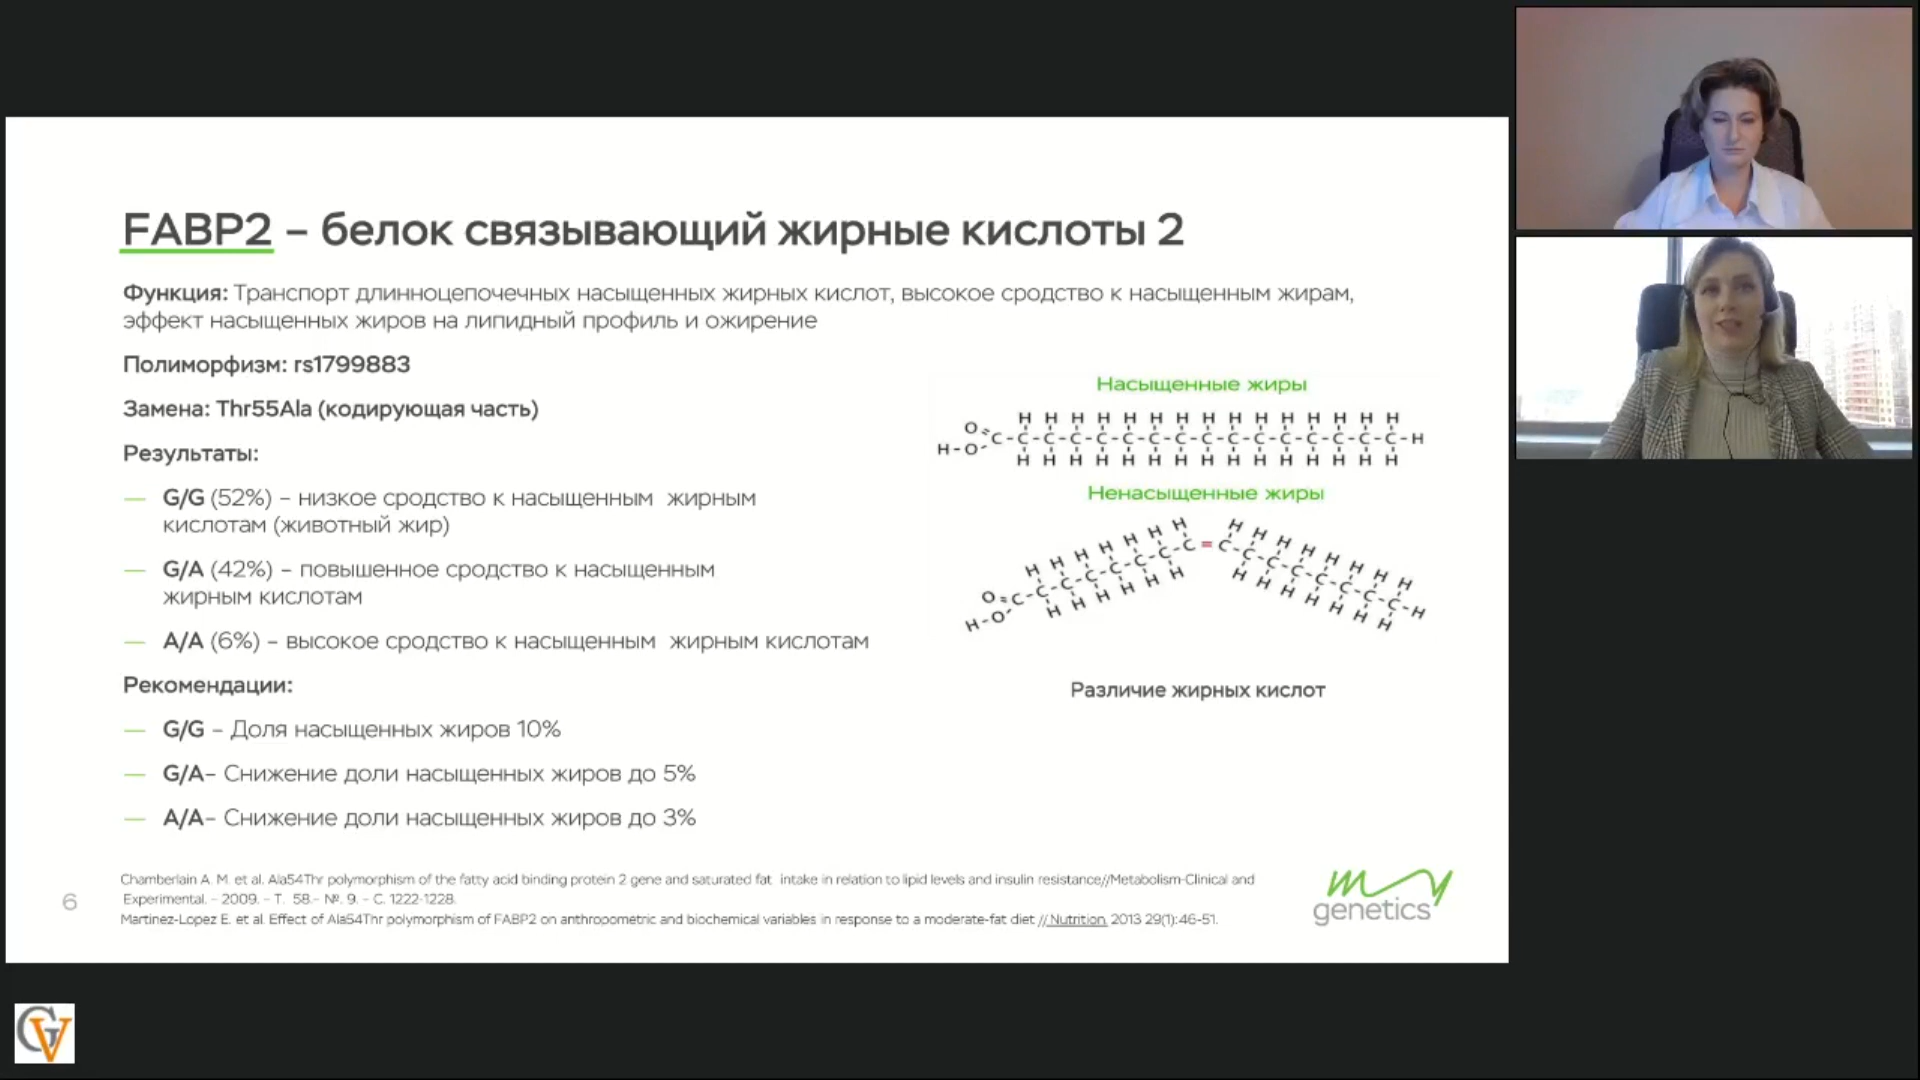 FABP2 – белок связывающий жирные кислоты 2
Функция: Транспорт длинноцепочечных насыщенных жирных кислот, высокое сродство к насыщенным жирам,
эффект насыщенных жиров на липидный профиль и ожирение
Полиморфизм: rs1799883
Замена: Thr55Ala (кодирующая часть)
Результаты:
— G/G (52%) – низкое сродство к насыщенным жирным
кислотам (животный жир)
— G/A (42%) – повышенное сродство к насыщенным
жирным кислотам
— A/A (6%) – высокое сродство к насыщенным жирным кислотам
Рекомендации:
— G/G – Доля насыщенных жиров 10%
— G/A– Снижение доли насыщенных жиров до 5%
— A/A– Снижение доли насыщенных жиров до 3%
Насыщенные жиры
H H H H H H H H H H H H H H H
O=C-C-C-C-C-C-C-C-C-C-C-C-C-C-C-C-H
H-O
H H H H H H H H H H H H H H H
Ненасыщенные жиры
Различие жирных кислот
Chamberlain A. M. et al. Ala54Thr polymorphism of the fatty acid binding protein 2 gene and saturated fat intake in relation to lipid levels and insulin resistance//Metabolism-Clinical and
Experimental. – 2009. – Т. 58.– №. 9. – С. 1222-1228.
Martinez-Lopez E. et al. Effect of Ala54Thr polymorphism of FABP2 on anthropometric and biochemical variables in response to a moderate-fat diet // Nutrition. 2013 29(1):46-51.
6
my
genetics
GV